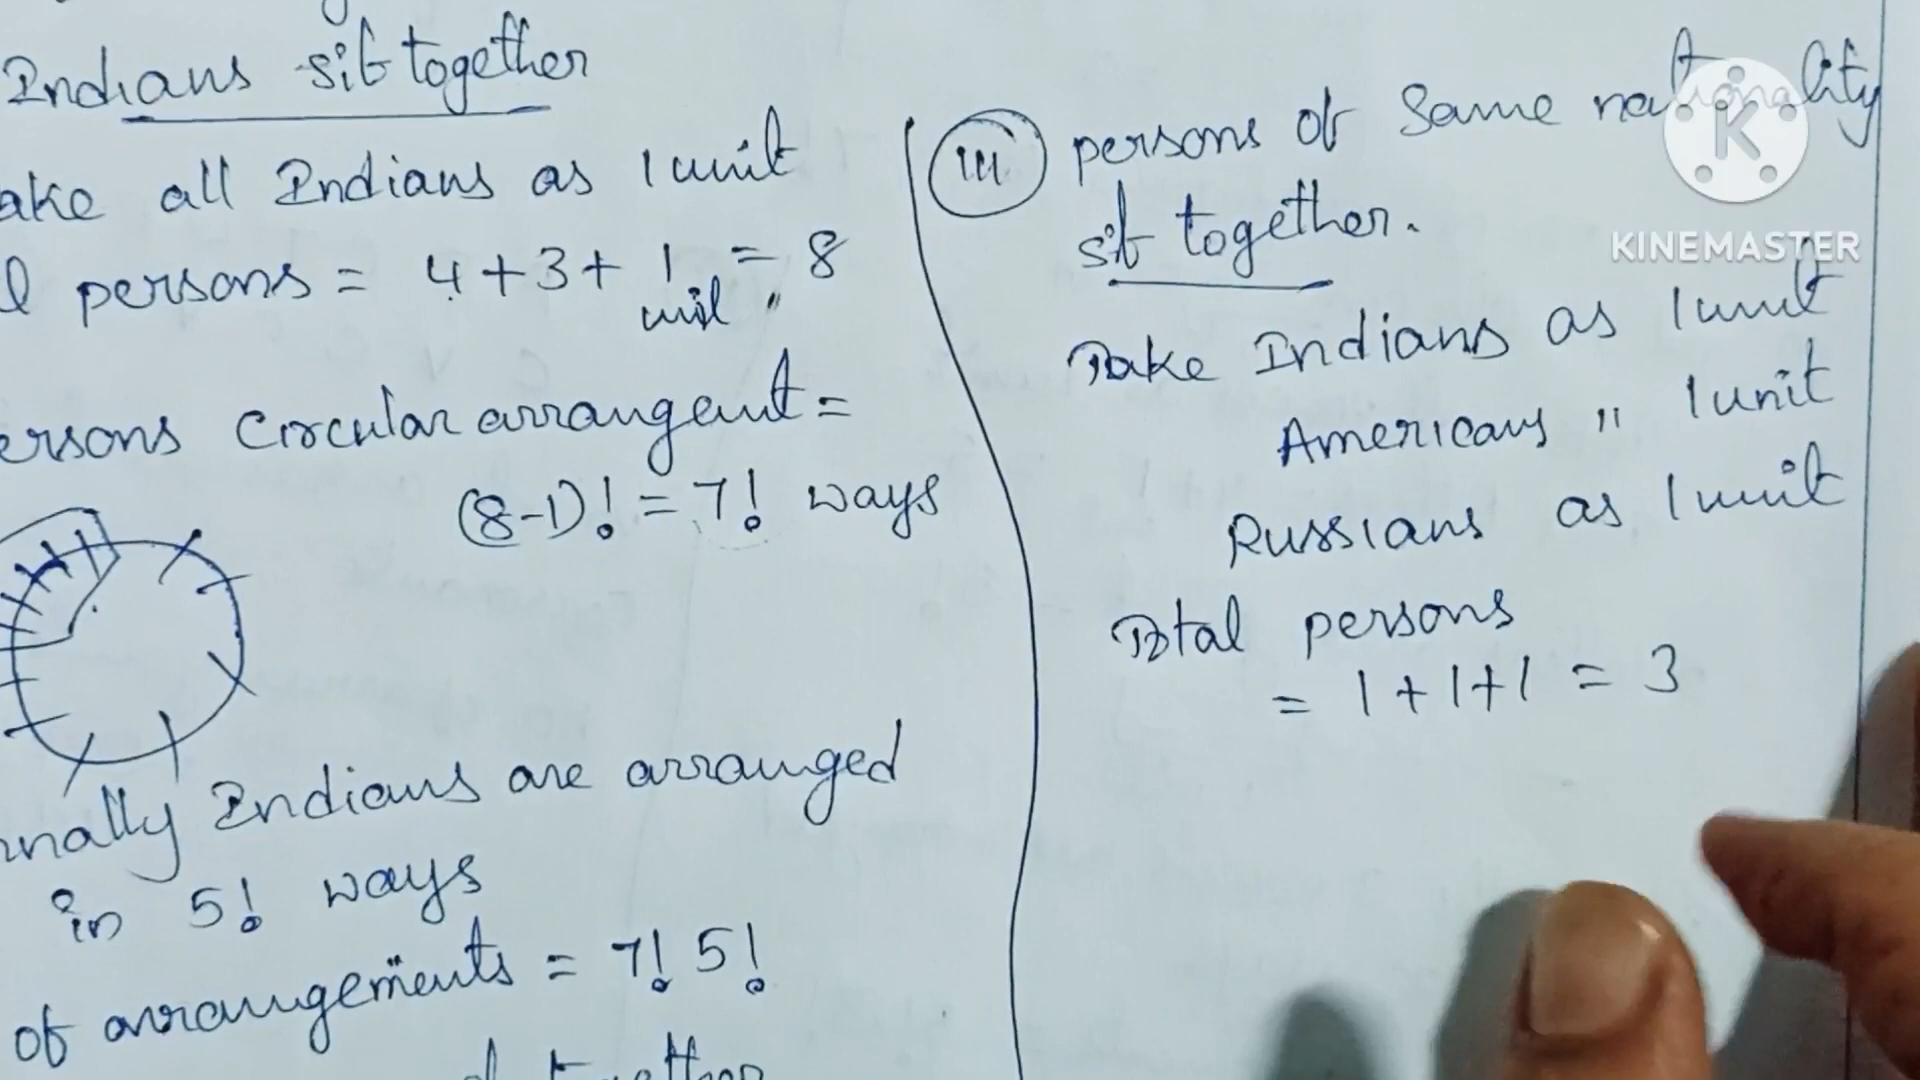 Indians sit together
ake all Indians as 1 unit
l persons = 4 + 3 + 1 = 8
unit
ersons Circular arrangent =
(8-1)! = 7! ways
rnally Indians are arranged
in 5! ways
of arrangements = 7! 5!
together
III persons of Same nationality
sit together.
Take Indians as 1 unit
Americans " 1 unit
Russians as 1 unit
Total persons
= 1 + 1 + 1 = 3
K
KINEMASTER